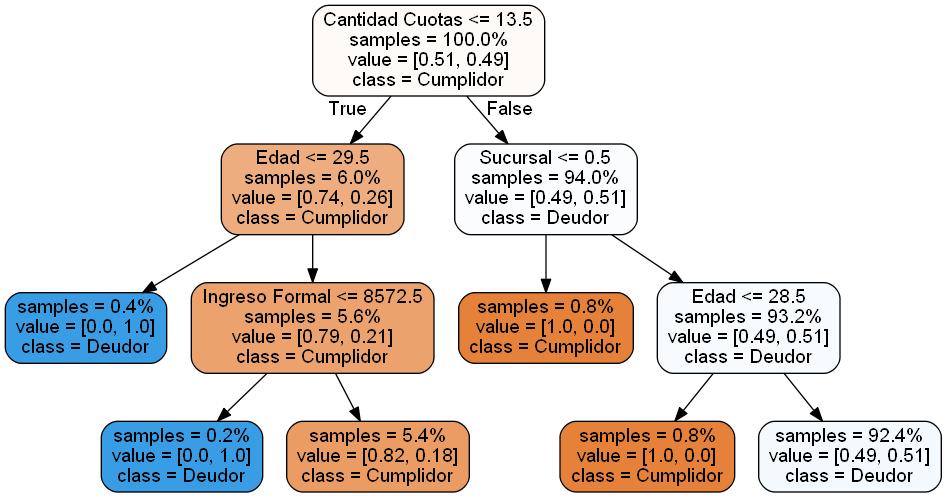 Cantidad Cuotas <= 13.5
samples = 100.0%
value = [0.51, 0.49]
class = Cumplidor
True
False
Edad <= 29.5
samples = 6.0%
value = [0.74, 0.26]
class = Cumplidor
Sucursal <= 0.5
samples = 94.0%
value = [0.49, 0.51]
class = Deudor
samples = 0.4%
value = [0.0, 1.0]
class = Deudor
Ingreso Formal <= 8572.5
samples = 5.6%
value = [0.79, 0.21]
class = Cumplidor
samples = 0.8%
value = [1.0, 0.0]
class = Cumplidor
Edad <= 28.5
samples = 93.2%
value = [0.49, 0.51]
class = Deudor
samples = 0.2%
value = [0.0, 1.0]
class = Deudor
samples = 5.4%
value = [0.82, 0.18]
class = Cumplidor
samples = 0.8%
value = [1.0, 0.0]
class = Cumplidor
samples = 92.4%
value = [0.49, 0.51]
class = Deudor